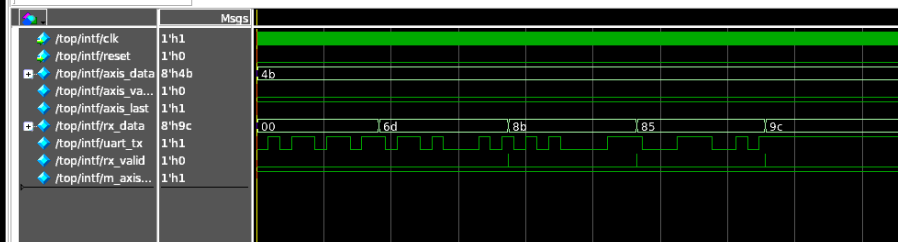 Msgs
/top/intf/clk 1'h1
/top/intf/reset 1'h0
/top/intf/axis_data 8'h4b 4b
/top/intf/axis_va... 1'h0
/top/intf/axis_last 1'h1
/top/intf/rx_data 8'h9c 00 6d 8b 85 9c
/top/intf/uart_tx 1'h1
/top/intf/rx_valid 1'h0
/top/intf/m_axis... 1'h1